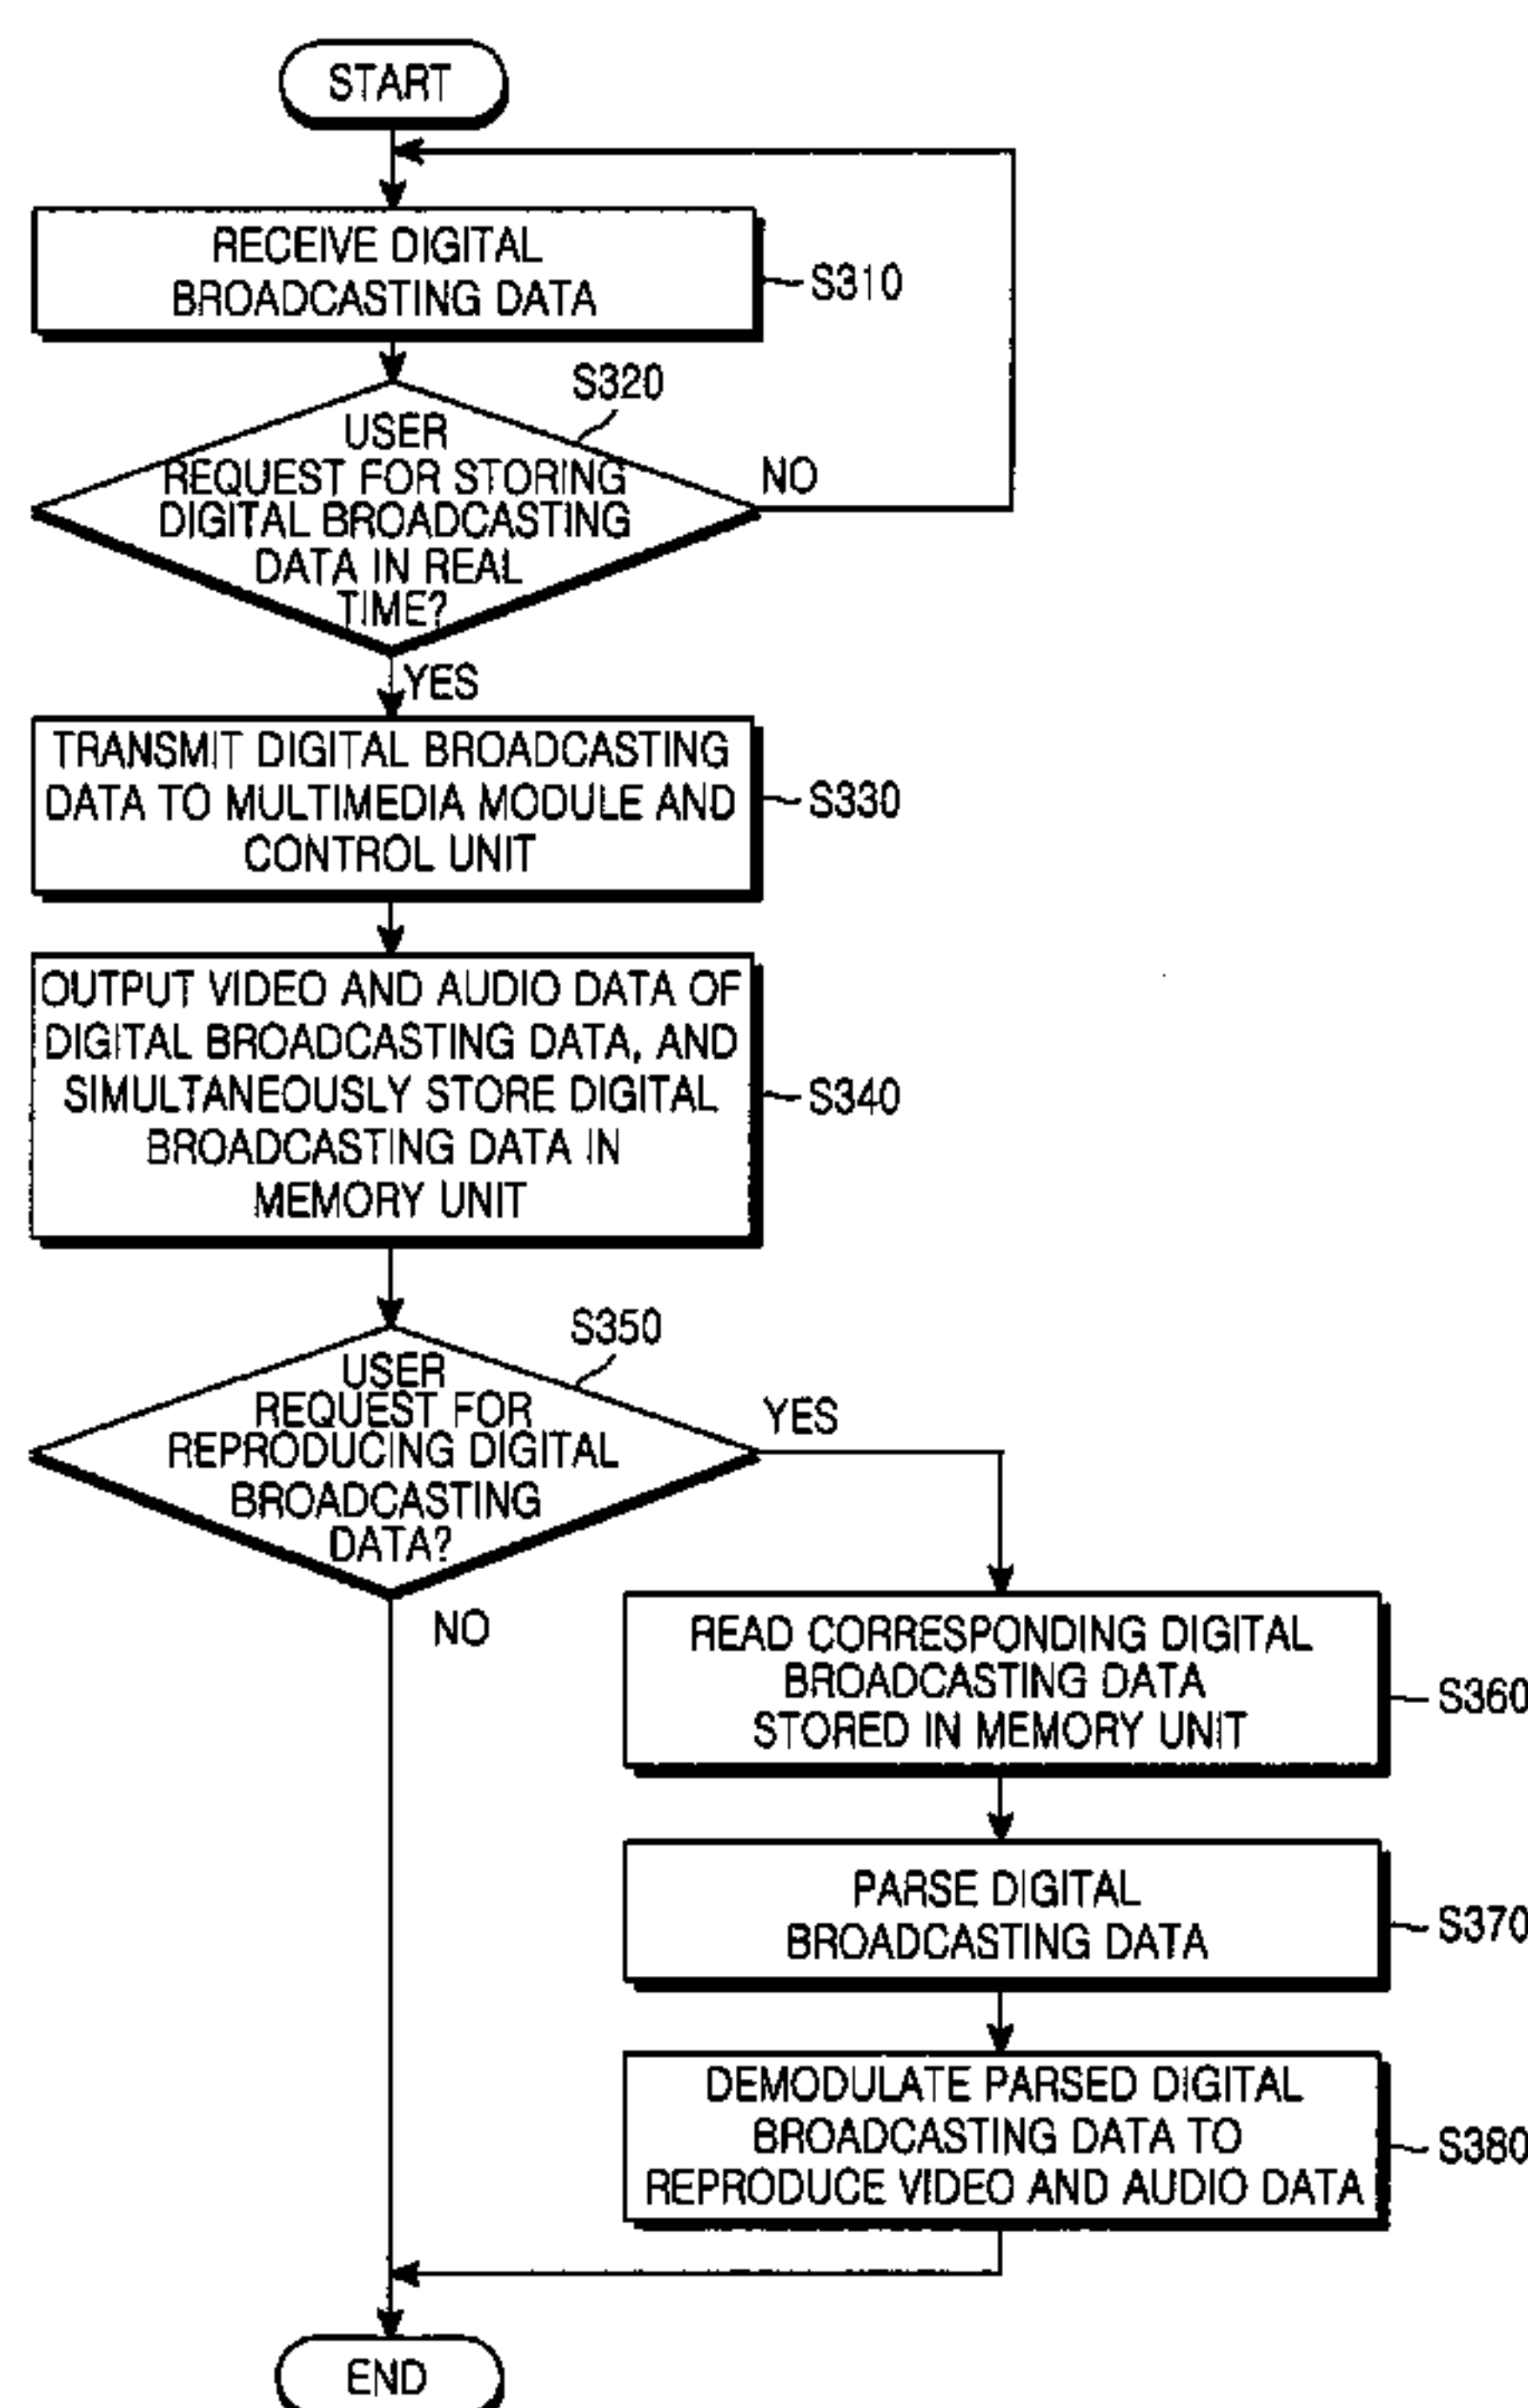 START
RECEIVE DIGITAL
BROADCASTING DATA
S310
S320
USER
REQUEST FOR STORING
DIGITAL BROADCASTING
DATA IN REAL
TIME?
NO
YES
TRANSMIT DIGITAL BROADCASTING
DATA TO MULTIMEDIA MODULE AND
CONTROL UNIT
S330
OUTPUT VIDEO AND AUDIO DATA OF
DIGITAL BROADCASTING DATA, AND
SIMULTANEOUSLY STORE DIGITAL
BROADCASTING DATA IN
MEMORY UNIT
S340
S350
USER
REQUEST FOR
REPRODUCING DIGITAL
BROADCASTING
DATA?
YES
NO
READ CORRESPONDING DIGITAL
BROADCASTING DATA
STORED IN MEMORY UNIT
S360
PARSE DIGITAL
BROADCASTING DATA
S370
DEMODULATE PARSED DIGITAL
BROADCASTING DATA TO
REPRODUCE VIDEO AND AUDIO DATA
S380
END